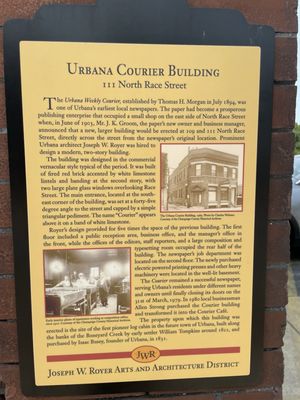 URBANA COURIER BUILDING
111 North Race Street
The Urbana Weekly Courier, established by Thomas H. Morgan in July 1894, was
one of Urbana's earliest local newspapers. The paper had become a prosperous
publishing enterprise that occupied a small shop on the east side of North Race Street
when, in June of 1903, Mr. J. K. Groom, the paper's new owner and business manager,
announced that a new, larger building would be erected at 109 and 111 North Race
Street, directly across the street from the newspaper's original location. Prominent
Urbana architect Joseph W. Royer was hired to
design a modern, two-story building.
The building was designed in the commercial
vernacular style typical of the period. It was built
of fired red brick accented by white limestone
lintels and banding at the second story, with
two large plate glass windows overlooking Race
Street. The main entrance, located at the south-
east corner of the building, was set at a forty-five-
degree angle to the street and capped by a simple
triangular pediment. The name "Courier" appears
above it on a band of white limestone.
Royer's design provided for five times the space of the previous building. The first
floor included a public reception area, business office, and the manager's office in
the front, while the offices of the editors, staff reporters, and a large composition and
typesetting room occupied the rear half of the
building. The newspaper's job department was
located on the second floor. The newly purchased
electric powered printing presses and other heavy
machinery were located in the well-lit basement.
The Courier remained a successful newspaper,
serving Urbana's residents under different names
and owners until finally closing its doors on the
31st of March, 1979. In 1980 local businessman
Allen Strong purchased the Courier building
and transformed it into the Courier Café.
The property upon which this building was
erected is the site of the first pioneer log cabin in the future town of Urbana, built along
the banks of the Boneyard Creek by early settler William Tompkins around 1822, and
purchased by Isaac Busey, founder of Urbana, in 1831.
JWR
JOSEPH W. ROYER ARTS AND ARCHITECTURE DISTRICT